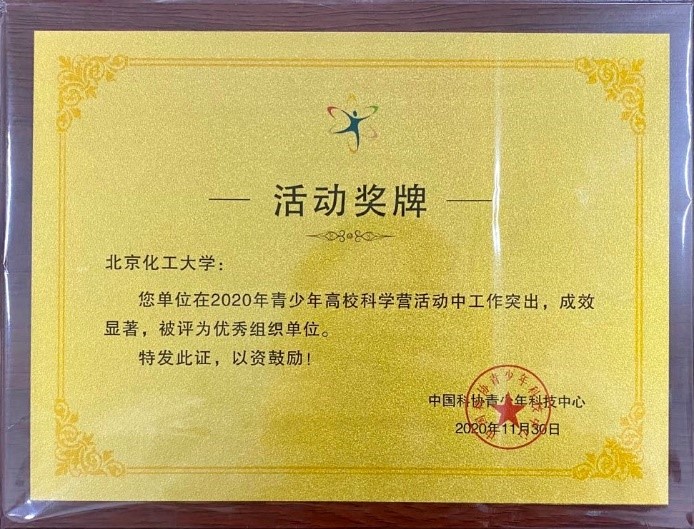 活动奖牌
北京化工大学：
您单位在2020年青少年高校科学营活动中工作突出，成效
显著，被评为优秀组织单位。
特发此证，以资鼓励！
中国科协青少年科技中心
2020年11月30日